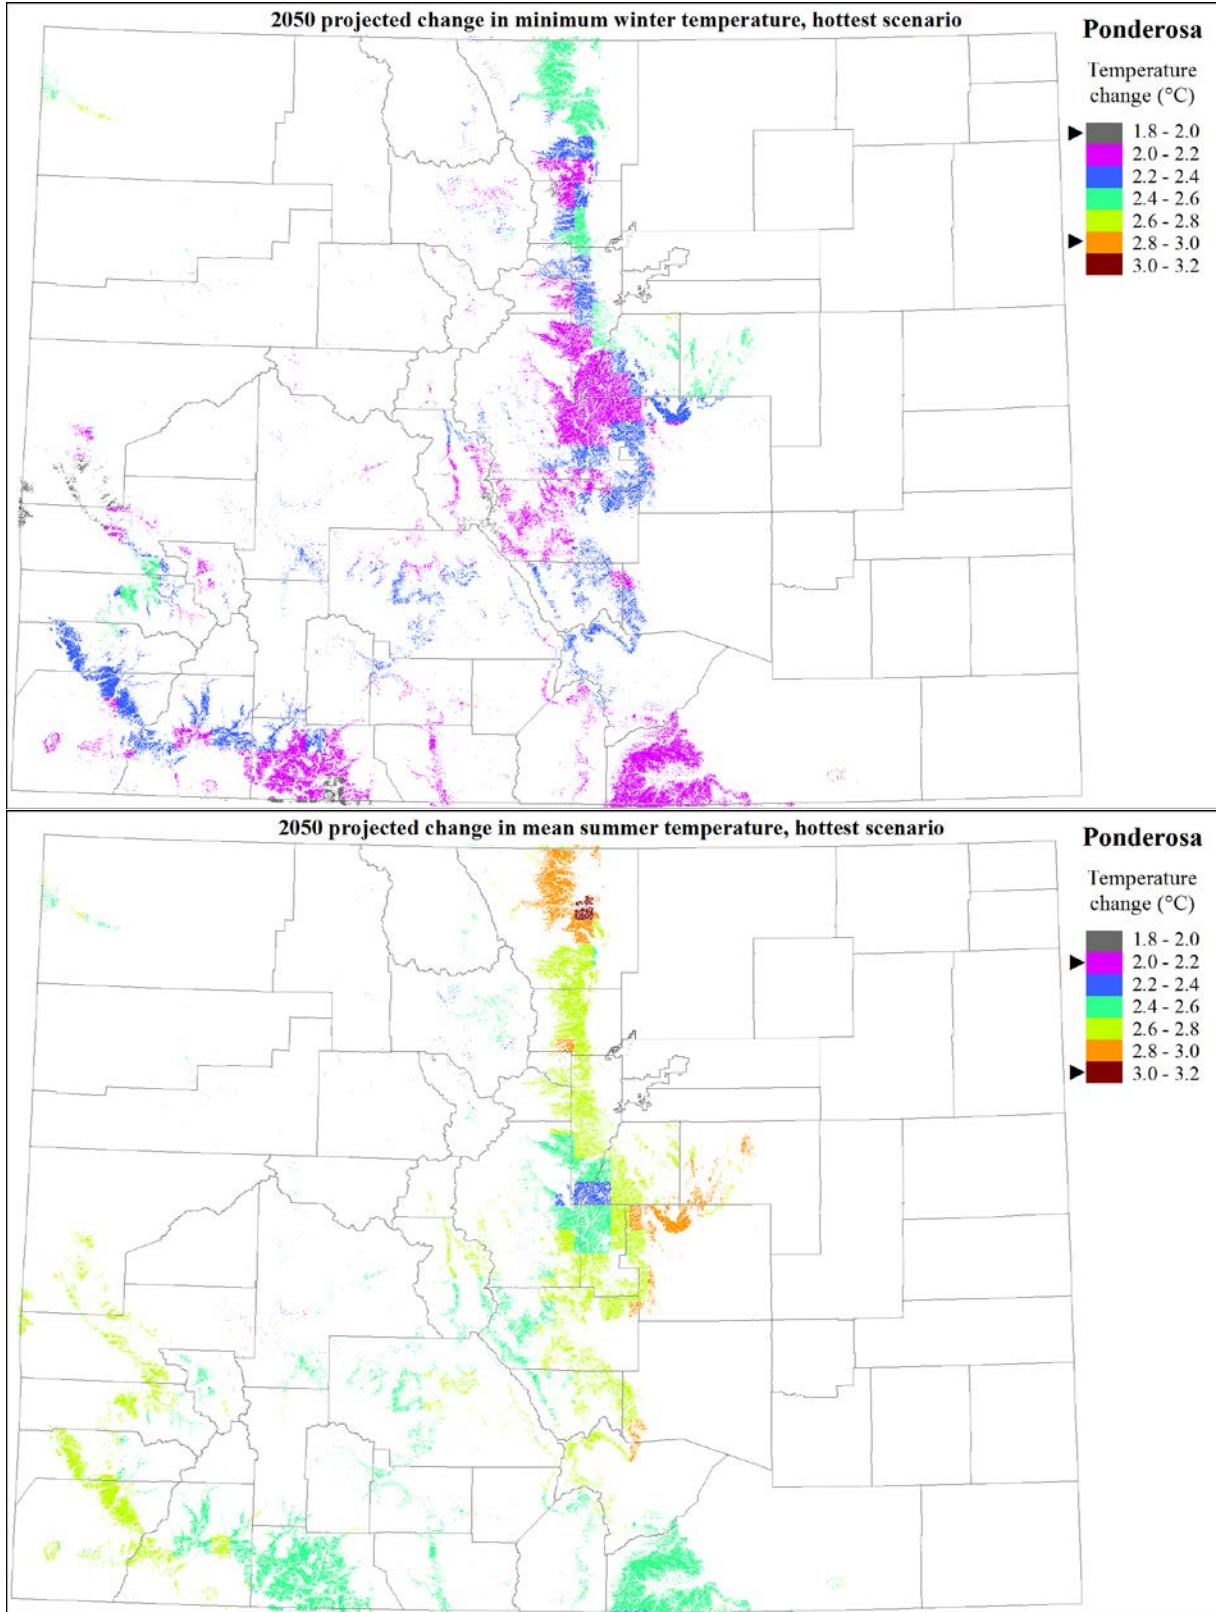 2050 projected change in minimum winter temperature, hottest scenario
Ponderosa
Temperature
change (°C)
1.8 - 2.0
2.0 - 2.2
2.2 - 2.4
2.4 - 2.6
2.6 - 2.8
2.8 - 3.0
3.0 - 3.2
2050 projected change in mean summer temperature, hottest scenario
Ponderosa
Temperature
change (°C)
1.8 - 2.0
2.0 - 2.2
2.2 - 2.4
2.4 - 2.6
2.6 - 2.8
2.8 - 3.0
3.0 - 3.2